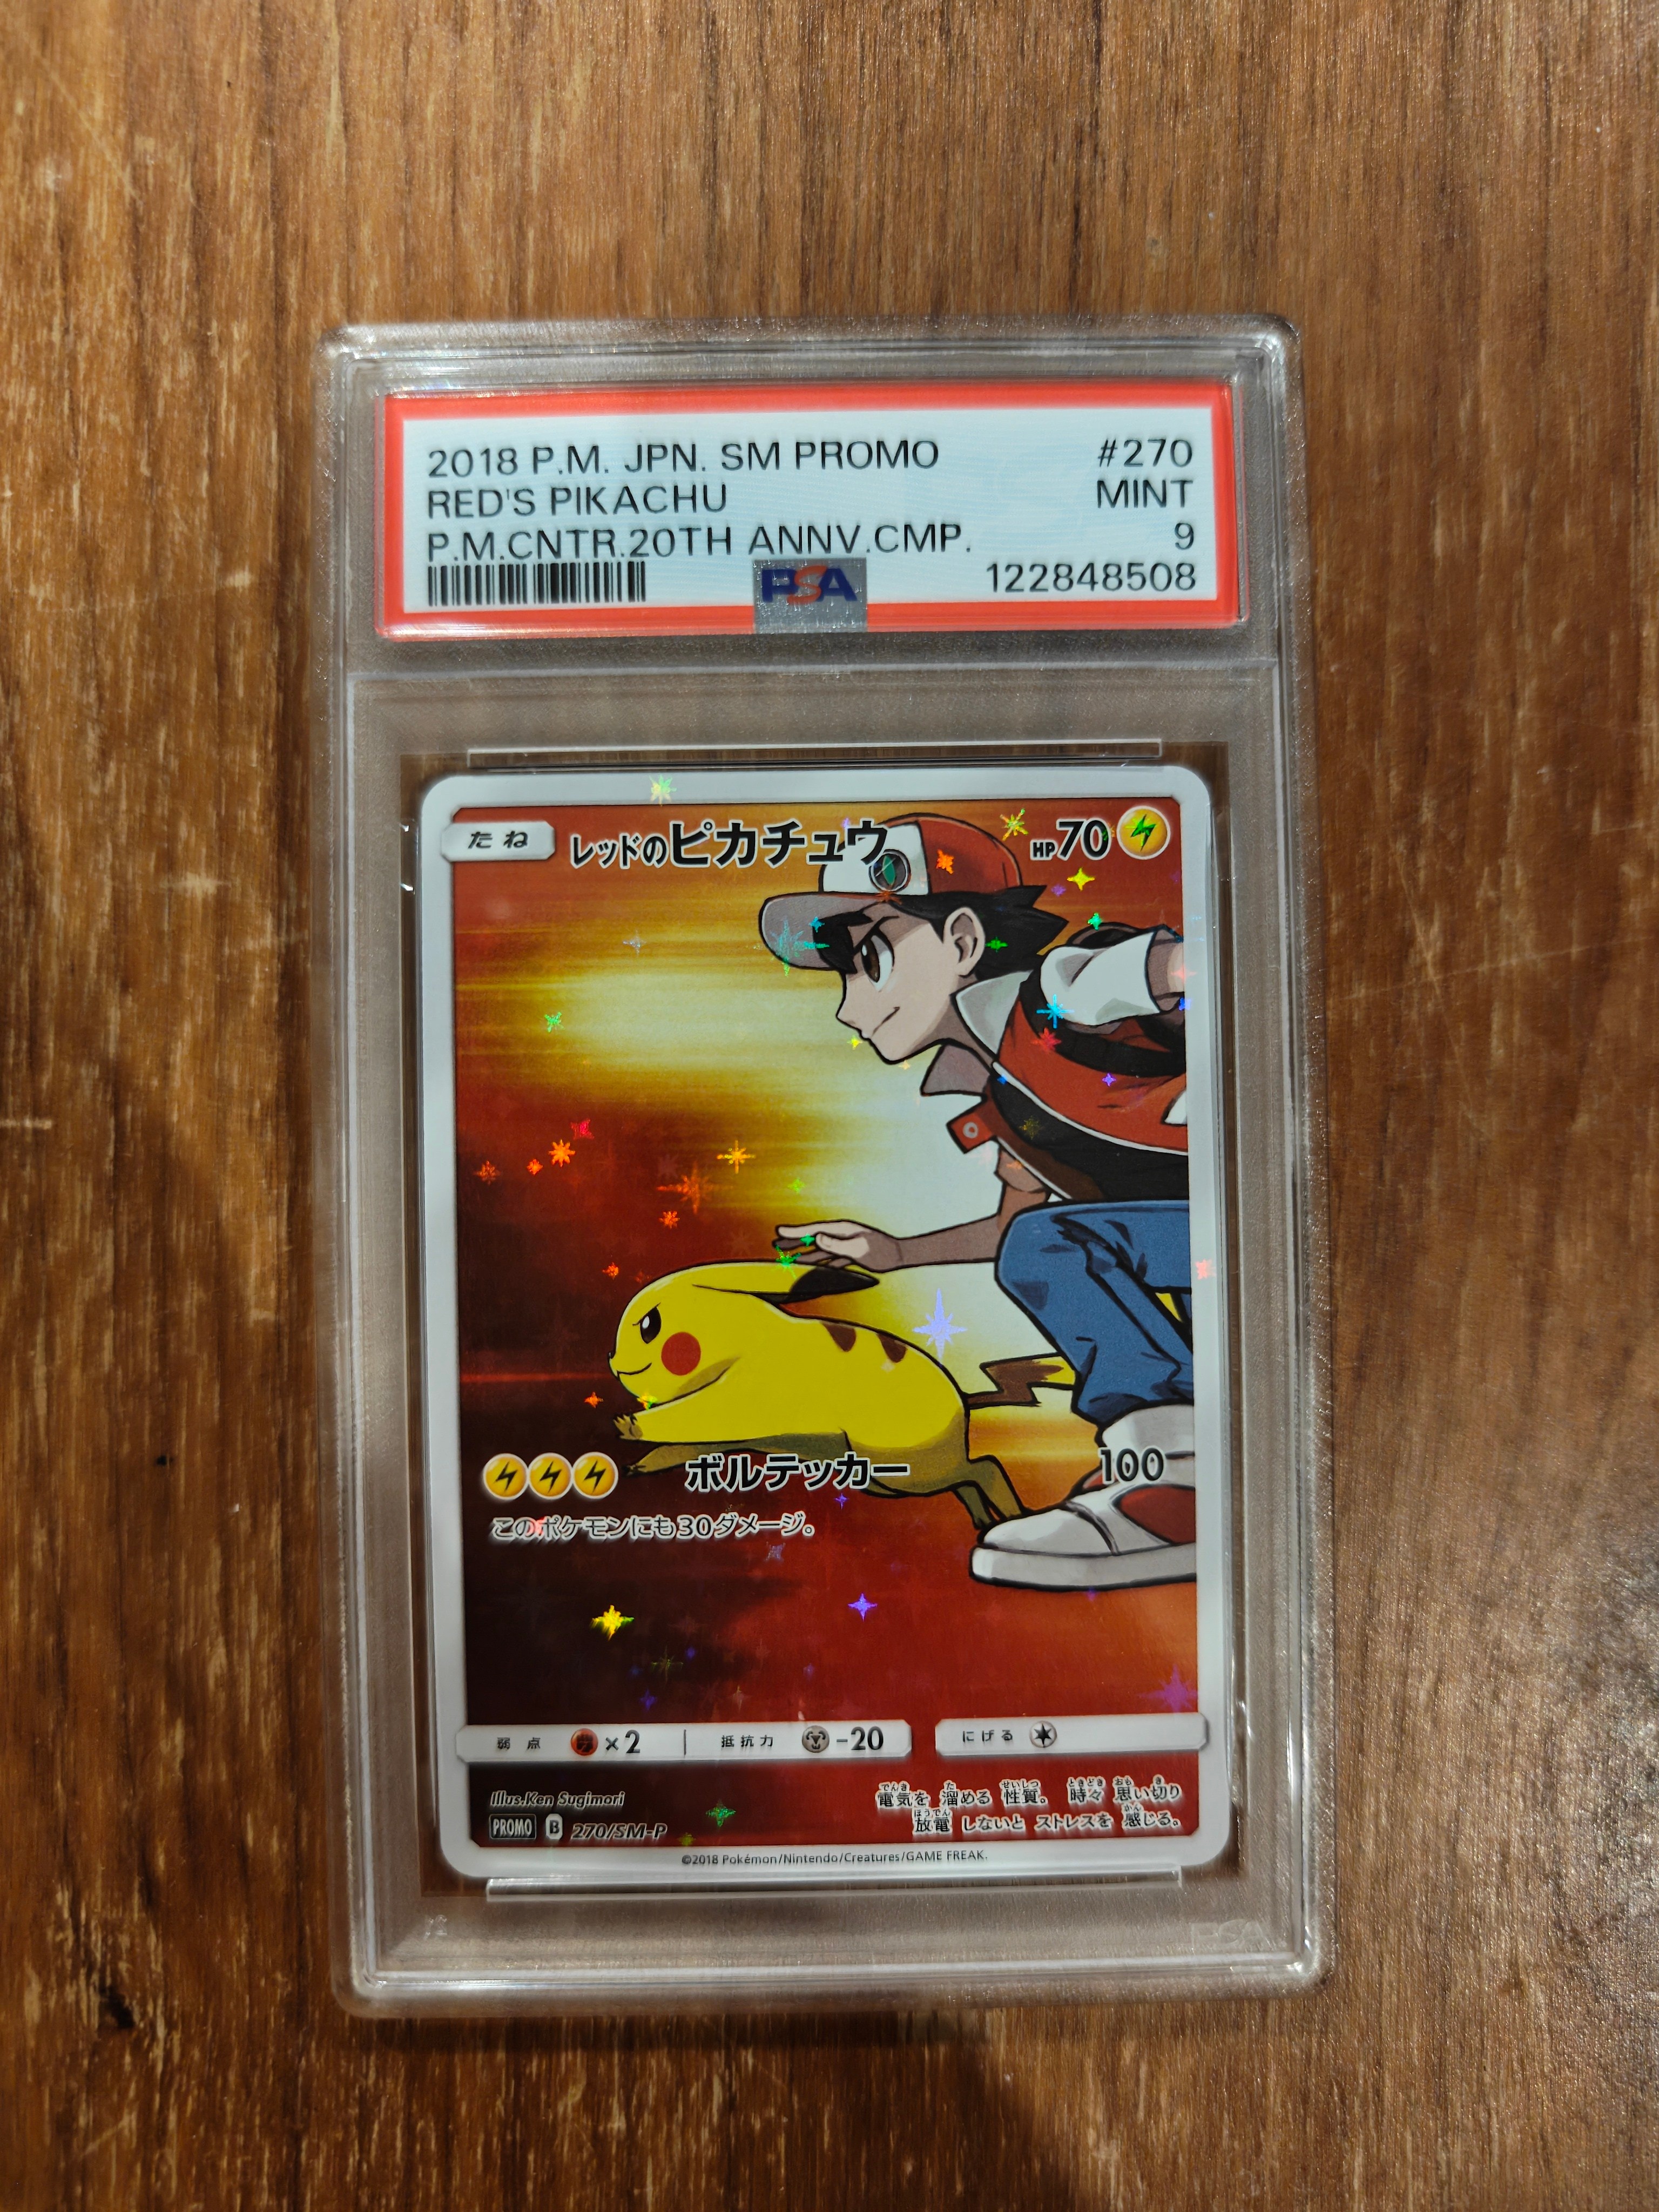 2018 P.M. JPN. SM PROMO #270
RED'S PIKACHU MINT
P.M.CNTR.20TH ANNV.CMP. 9
PSA 122848508
たね レッドのピカチュウ HP70
ボルテッカー 100
このポケモンにも30ダメージ。
弱点 ×2 抵抗力 -20 にげる
Illus.Ken Sugimori
PROMO B 270/SM-P
電気を溜める性質。時々思い切り
放電しないとストレスを感じる。
©2018 Pokémon/Nintendo/Creatures/GAME FREAK.